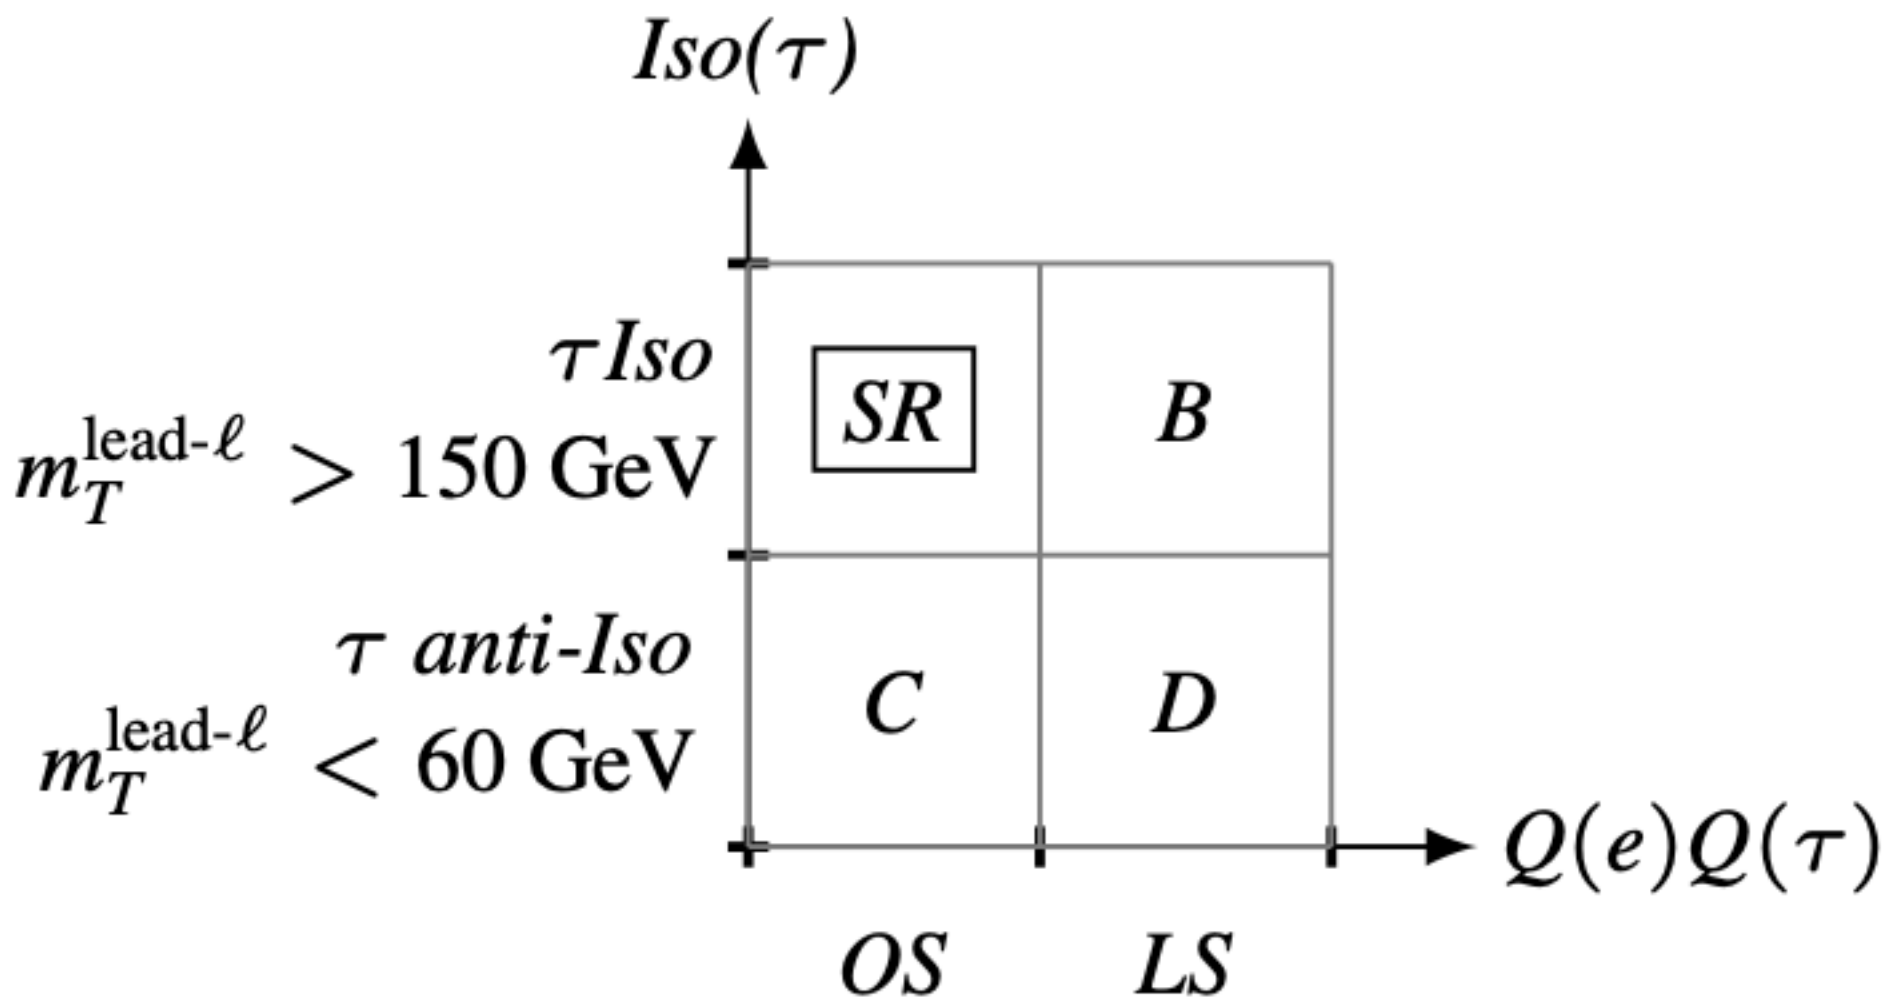 Iso(τ)
τ Iso
m_T^{lead-ℓ} > 150 GeV
SR B
τ anti-Iso
m_T^{lead-ℓ} < 60 GeV
C D
Q(e)Q(τ)
OS LS